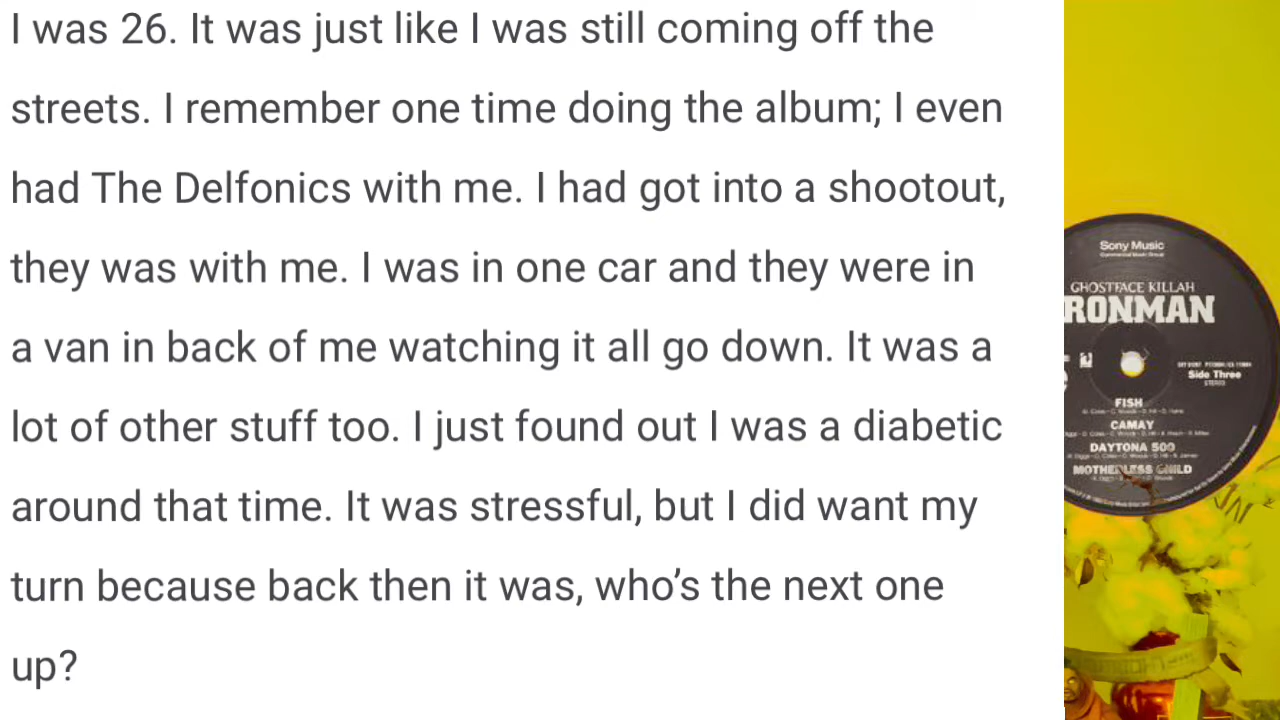 I was 26. It was just like I was still coming off the
streets. I remember one time doing the album; I even
had The Delfonics with me. I had got into a shootout,
they was with me. I was in one car and they were in
a van in back of me watching it all go down. It was a
lot of other stuff too. I just found out I was a diabetic
around that time. It was stressful, but I did want my
turn because back then it was, who’s the next one
up?
Sony Music
Commercial Music Group
GHOSTFACE KILLAH
RONMAN
Side Three
STEREO
FISH
CAMAY
DAYTONA 500
MOTHERLESS CHILD